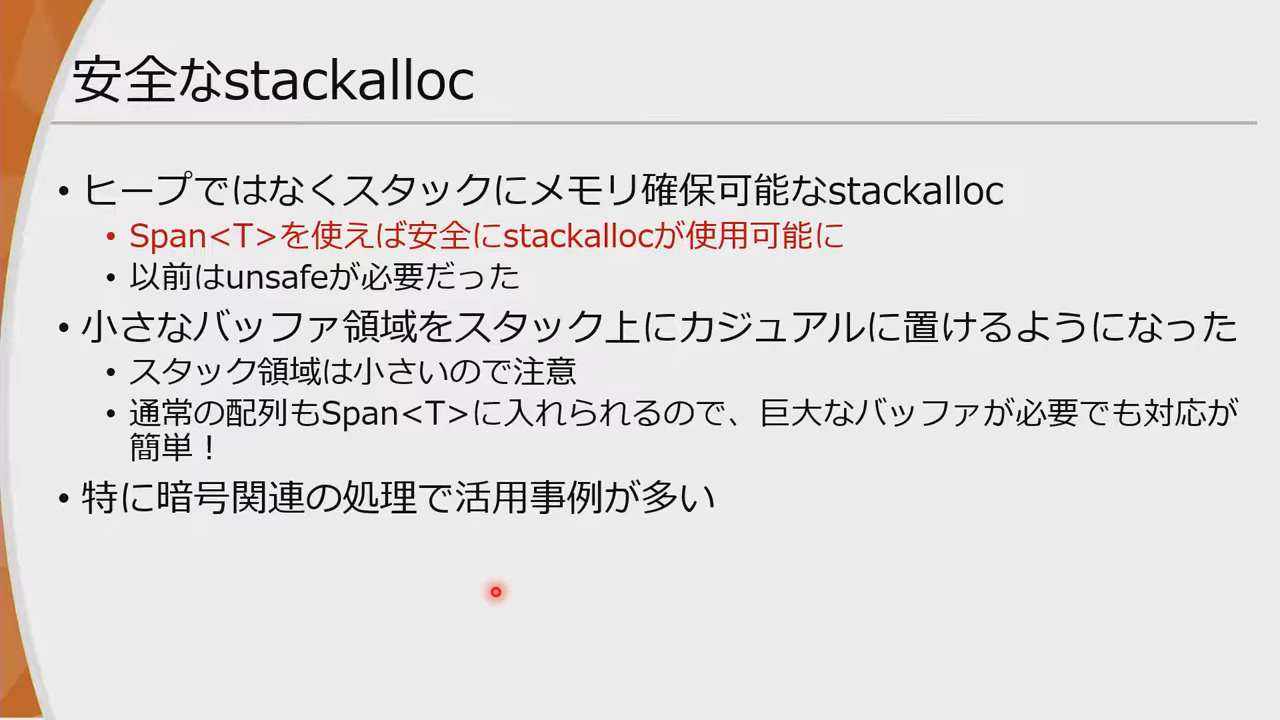 安全なstackalloc
• ヒープではなくスタックにメモリ確保可能なstackalloc
• Span<T>を使えば安全にstackallocが使用可能に
• 以前はunsafeが必要だった
• 小さなバッファ領域をスタック上にカジュアルに置けるようになった
• スタック領域は小さいので注意
• 通常の配列もSpan<T>に入れられるので、巨大なバッファが必要でも対応が
簡単！
• 特に暗号関連の処理で活用事例が多い